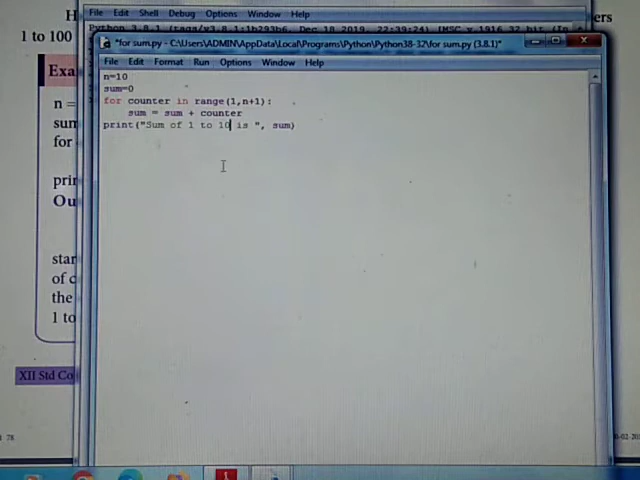 File Edit Shell Debug Options Window Help
1 to 100
*for sum.py - C:\Users\ADMIN\AppData\Local\Programs\Python\Python38-32\for sum.py (3.8.1)*
File Edit Format Run Options Window Help
Exa
n=10
sum=0
for counter in range(1,n+1):
sum = sum + counter
print("Sum of 1 to 10 is ", sum)
n =
sum
for
prin
Ou
star
of c
the
1 to
XII Std Co
78